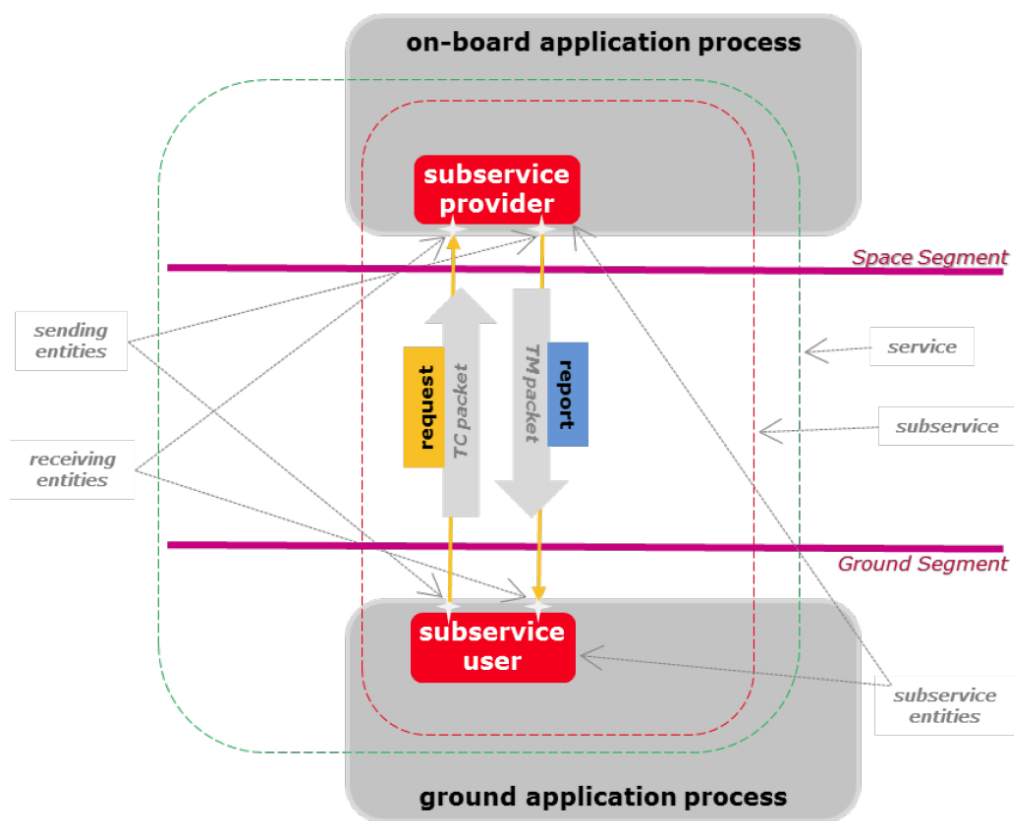 on-board application process
subservice
provider
Space Segment
sending
entities
service
request
TC packet
TM packet
report
subservice
receiving
entities
Ground Segment
subservice
user
subservice
entities
ground application process